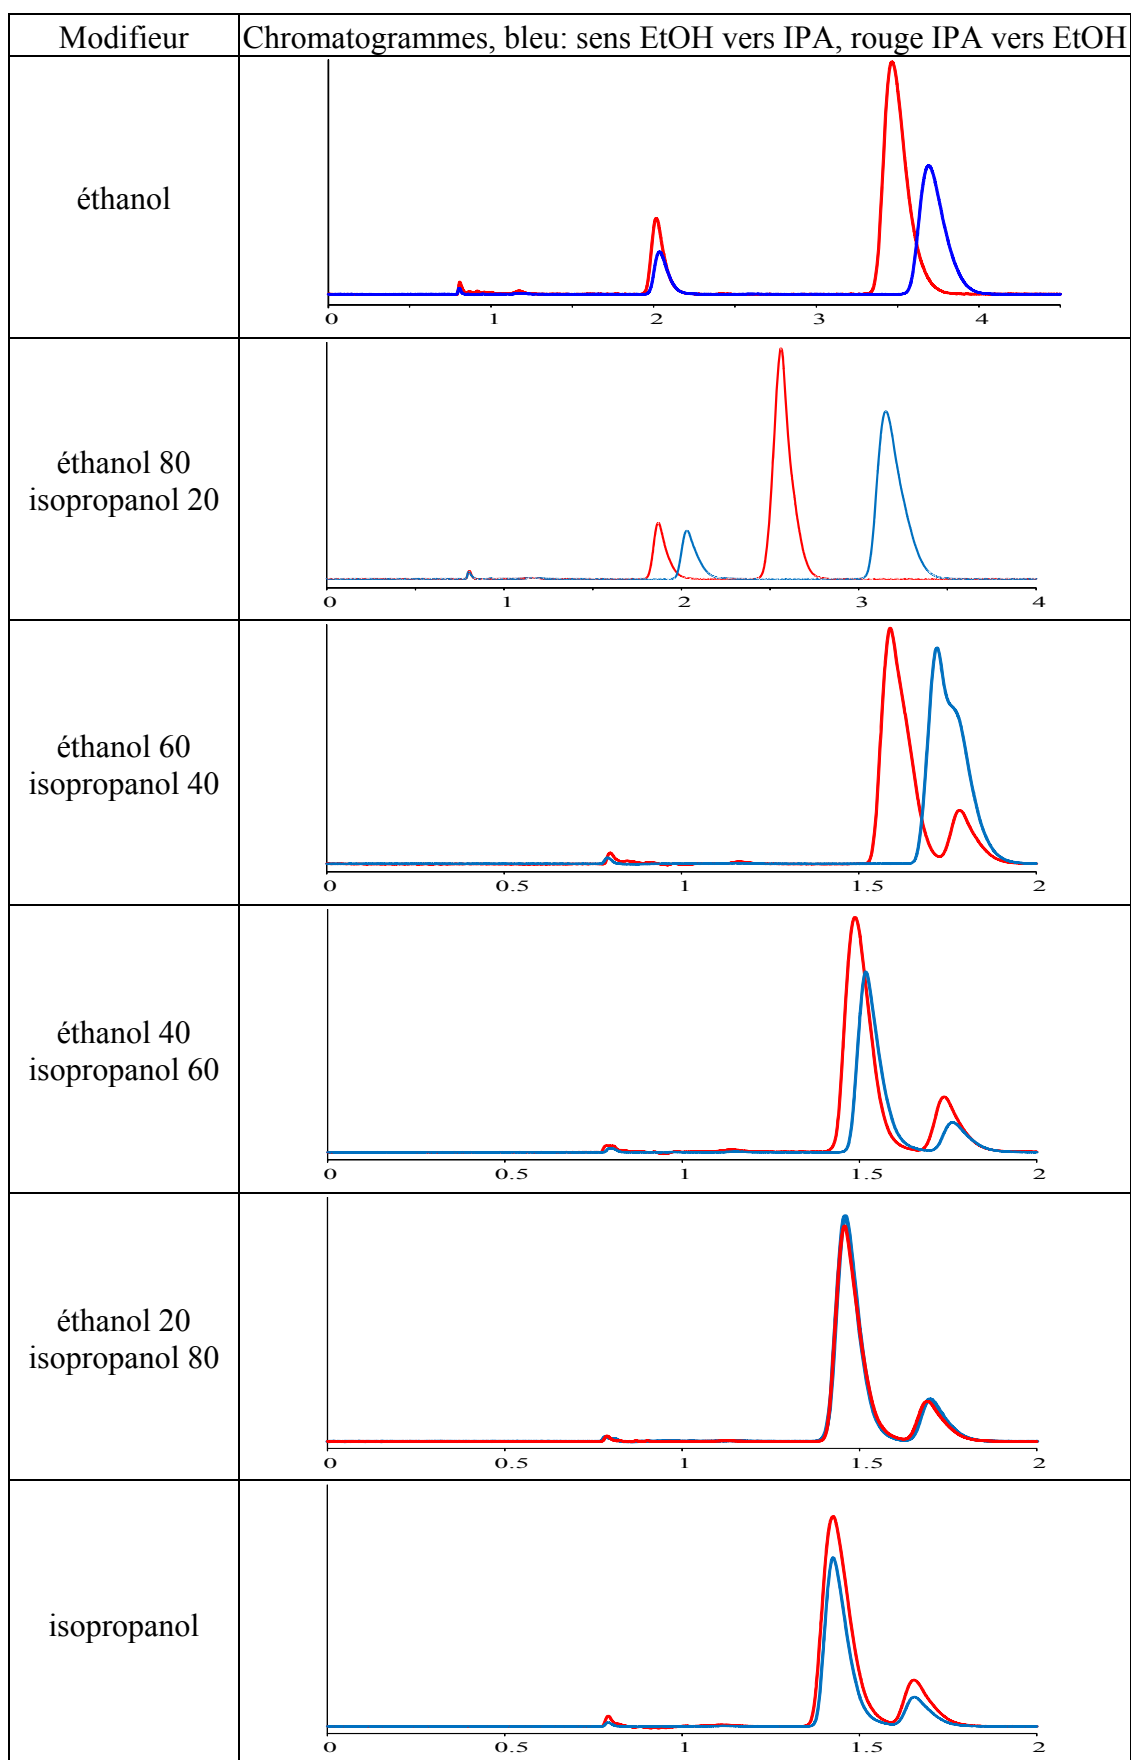 Modifieur
Chromatogrammes, bleu: sens EtOH vers IPA, rouge IPA vers EtOH
éthanol
0 1 2 3 4
éthanol 80
isopropanol 20
0 1 2 3 4
éthanol 60
isopropanol 40
0 0.5 1 1.5 2
éthanol 40
isopropanol 60
0 0.5 1 1.5 2
éthanol 20
isopropanol 80
0 0.5 1 1.5 2
isopropanol
0 0.5 1 1.5 2